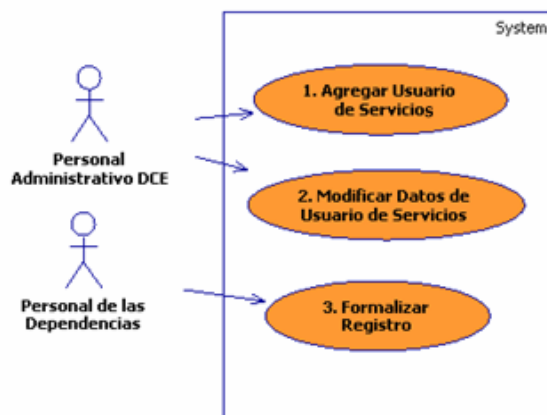 System
1. Agregar Usuario
de Servicios
Personal
Administrativo DCE
2. Modificar Datos de
Usuario de Servicios
Personal de las
Dependencias
3. Formalizar
Registro